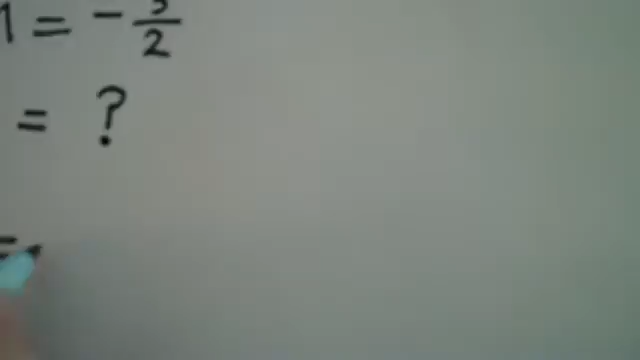 1 = - 3/2
= ?
=